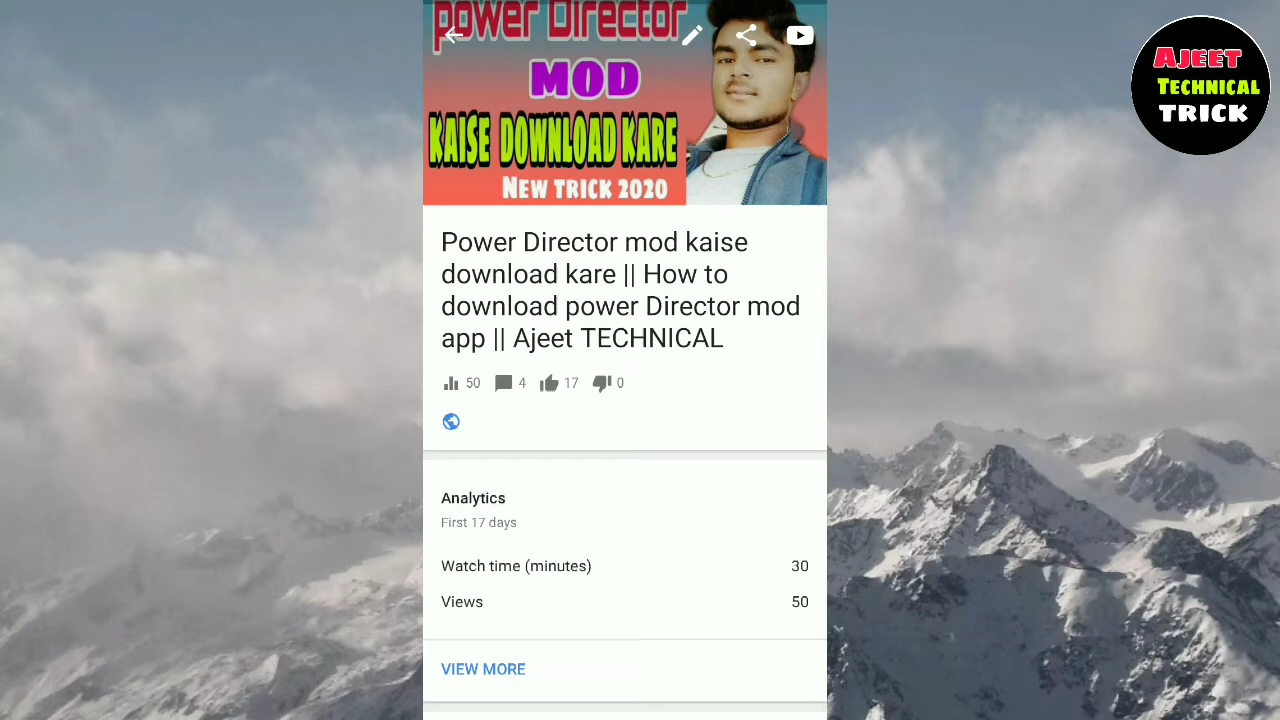 power Director
MOD
KAISE DOWNLOAD KARE
NEW TRICK 2020
AJEET
TECHNICAL
TRICK
Power Director mod kaise
download kare || How to
download power Director mod
app || Ajeet TECHNICAL
50 4 17 0
Analytics
First 17 days
Watch time (minutes) 30
Views 50
VIEW MORE